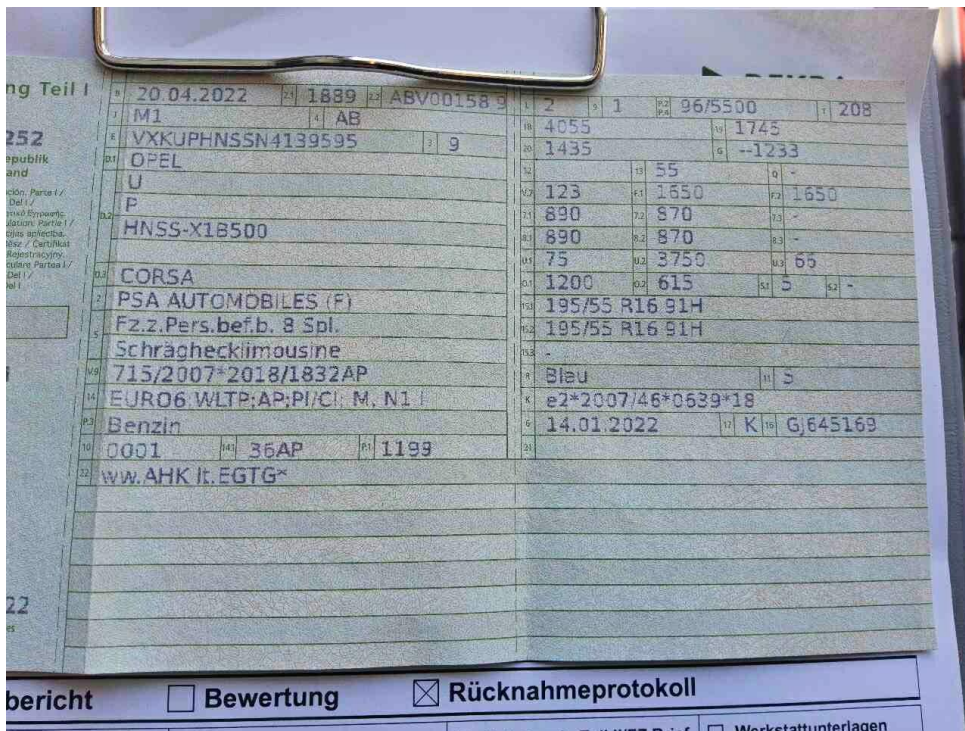 ng Teil I
252
epublik
and
B 20.04.2022 2.1 1889 2.2 ABV00158 9
J M1 4 AB
E VXKUPHNSSN4139595 3 9
D.1 OPEL
U
D.2 P
HNSS-X1B500
D.3 CORSA
2 PSA AUTOMOBILES (F)
5 Fz.z.Pers.bef.b. 8 Spl.
Schräghecklimousine
V.9 715/2007*2018/1832AP
14 EURO6;WLTP;AP;PI/CI; M, N1 I
P.3 Benzin
10 0001 14.1 36AP P.1 1199
22 ww.AHK lt.EGTG*
L 2 9 1 P.2 P.4 96/5500 T 208
18 4055 19 1745
20 1435 G --1233
12 13 55 Q -
V.7 123 F.1 1650 F.2 1650
7.1 890 7.2 870 7.3 -
8.1 890 8.2 870 8.3 -
U.1 75 U.2 3750 U.3 65
O.1 1200 O.2 615 S.1 5 S.2 -
15.1 195/55 R16 91H
15.2 195/55 R16 91H
15.3 -
R Blau 11 5
K e2*2007/46*0639*18
6 14.01.2022 17 K 16 GJ645169
21
22
bericht Bewertung Rücknahmeprotokoll
Brief Werkstattunterlagen